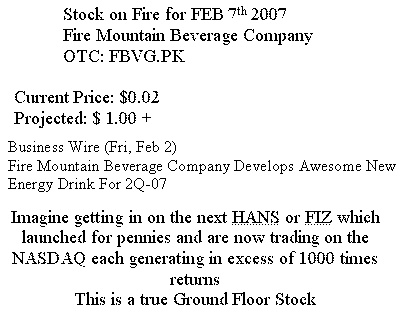 Stock on Fire for FEB 7th 2007
Fire Mountain Beverage Company
OTC: FBVG.PK
Current Price: $0.02
Projected: $ 1.00 +
Business Wire (Fri, Feb 2)
Fire Mountain Beverage Company Develops Awesome New
Energy Drink For 2Q-07
Imagine getting in on the next HANS or FIZ which
launched for pennies and are now trading on the
NASDAQ each generating in excess of 1000 times
returns
This is a true Ground Floor Stock